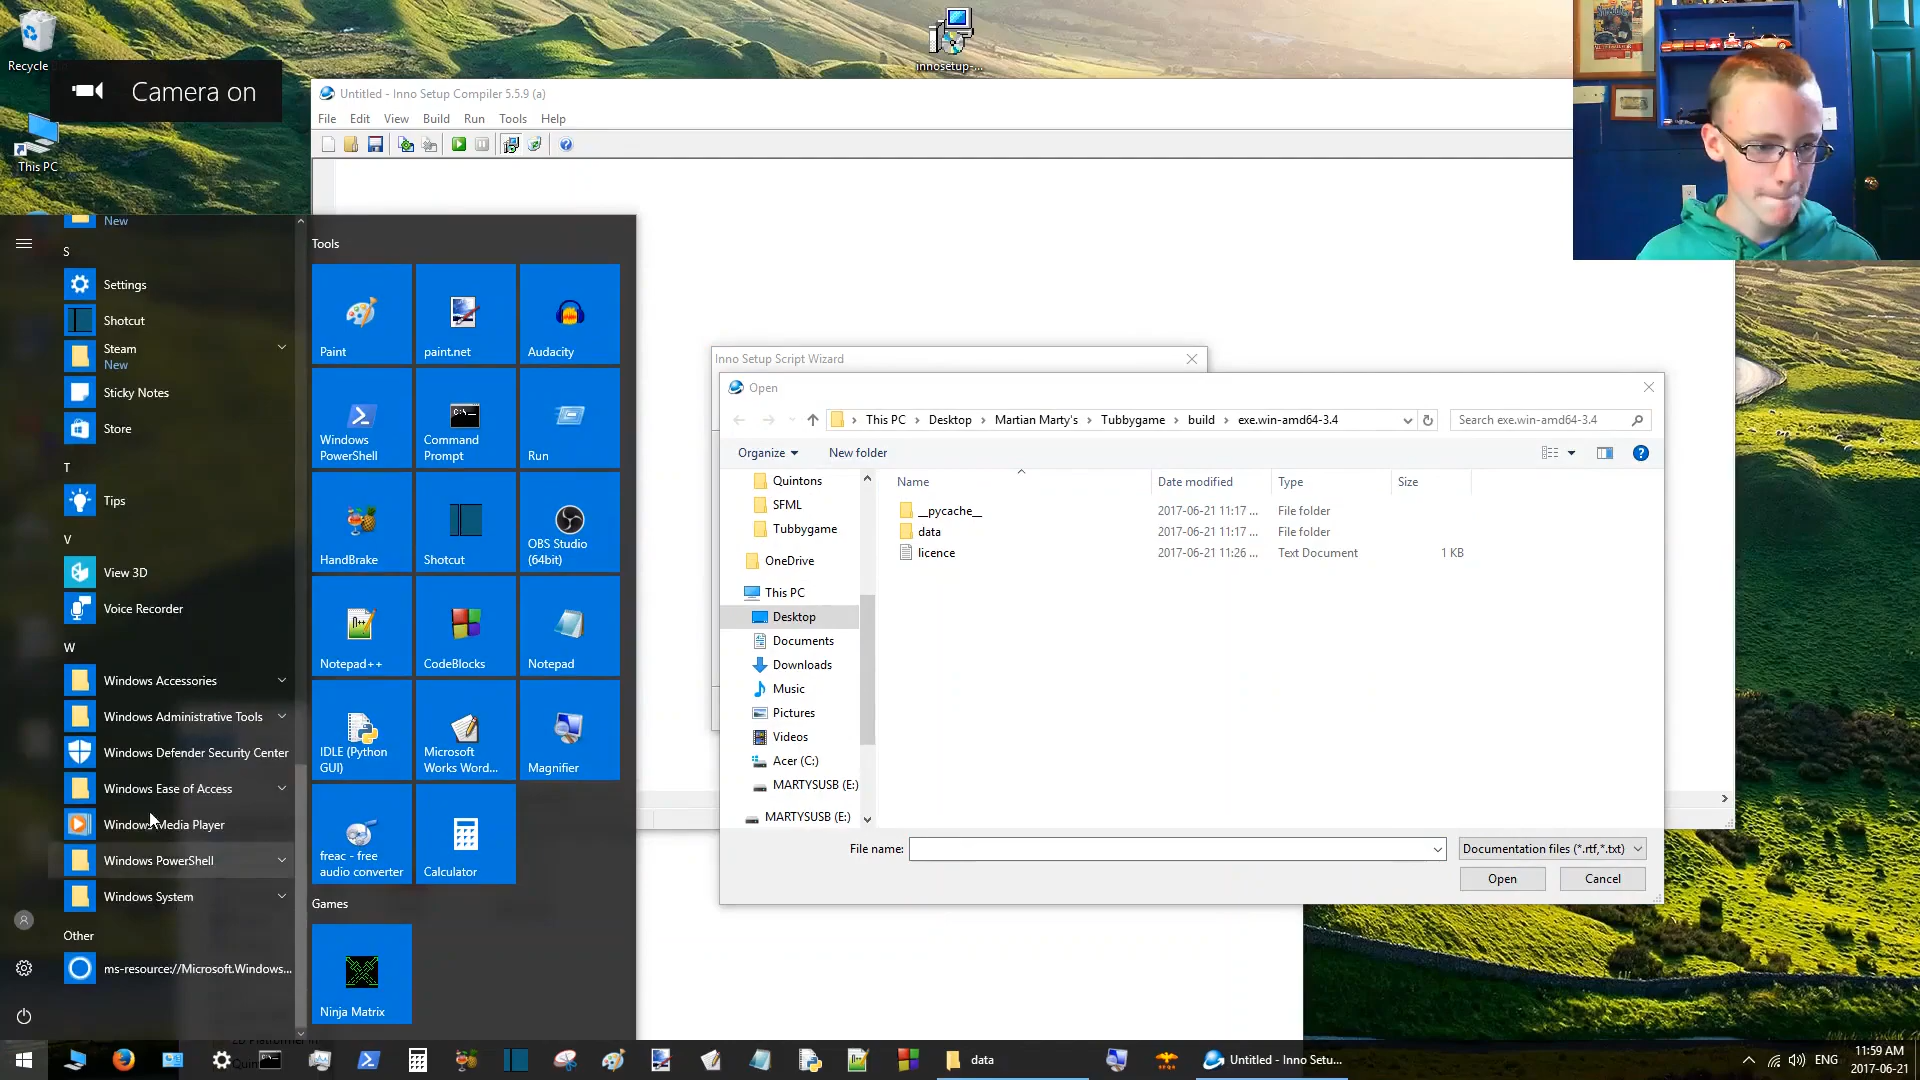 Recycle
innosetup-...
Camera on
This PC
Untitled - Inno Setup Compiler 5.5.9 (a)
File Edit View Build Run Tools Help
New
S
Settings
Shotcut
Steam
New
Sticky Notes
Store
T
Tips
V
View 3D
Voice Recorder
W
Windows Accessories
Windows Administrative Tools
Windows Defender Security Center
Windows Ease of Access
Windows Media Player
Windows PowerShell
Windows System
Other
ms-resource://Microsoft.Windows...
Tools
Paint
paint.net
Audacity
Windows PowerShell
Command Prompt
Run
HandBrake
Shotcut
OBS Studio (64bit)
Notepad++
CodeBlocks
Notepad
IDLE (Python GUI)
Microsoft Works Word...
Magnifier
freac - free audio converter
Calculator
Games
Ninja Matrix
Inno Setup Script Wizard
Open
This PC > Desktop > Martian Marty's > Tubbygame > build > exe.win-amd64-3.4
Search exe.win-amd64-3.4
Organize New folder
Quintons
SFML
Tubbygame
OneDrive
This PC
Desktop
Documents
Downloads
Music
Pictures
Videos
Acer (C:)
MARTYSUSB (E:)
MARTYSUSB (E:)
Name Date modified Type Size
__pycache__ 2017-06-21 11:17 ... File folder
data 2017-06-21 11:17 ... File folder
licence 2017-06-21 11:26 ... Text Document 1 KB
File name:
Documentation files (*.rtf,*.txt)
Open Cancel
data
Untitled - Inno Setu...
ENG
11:59 AM
2017-06-21